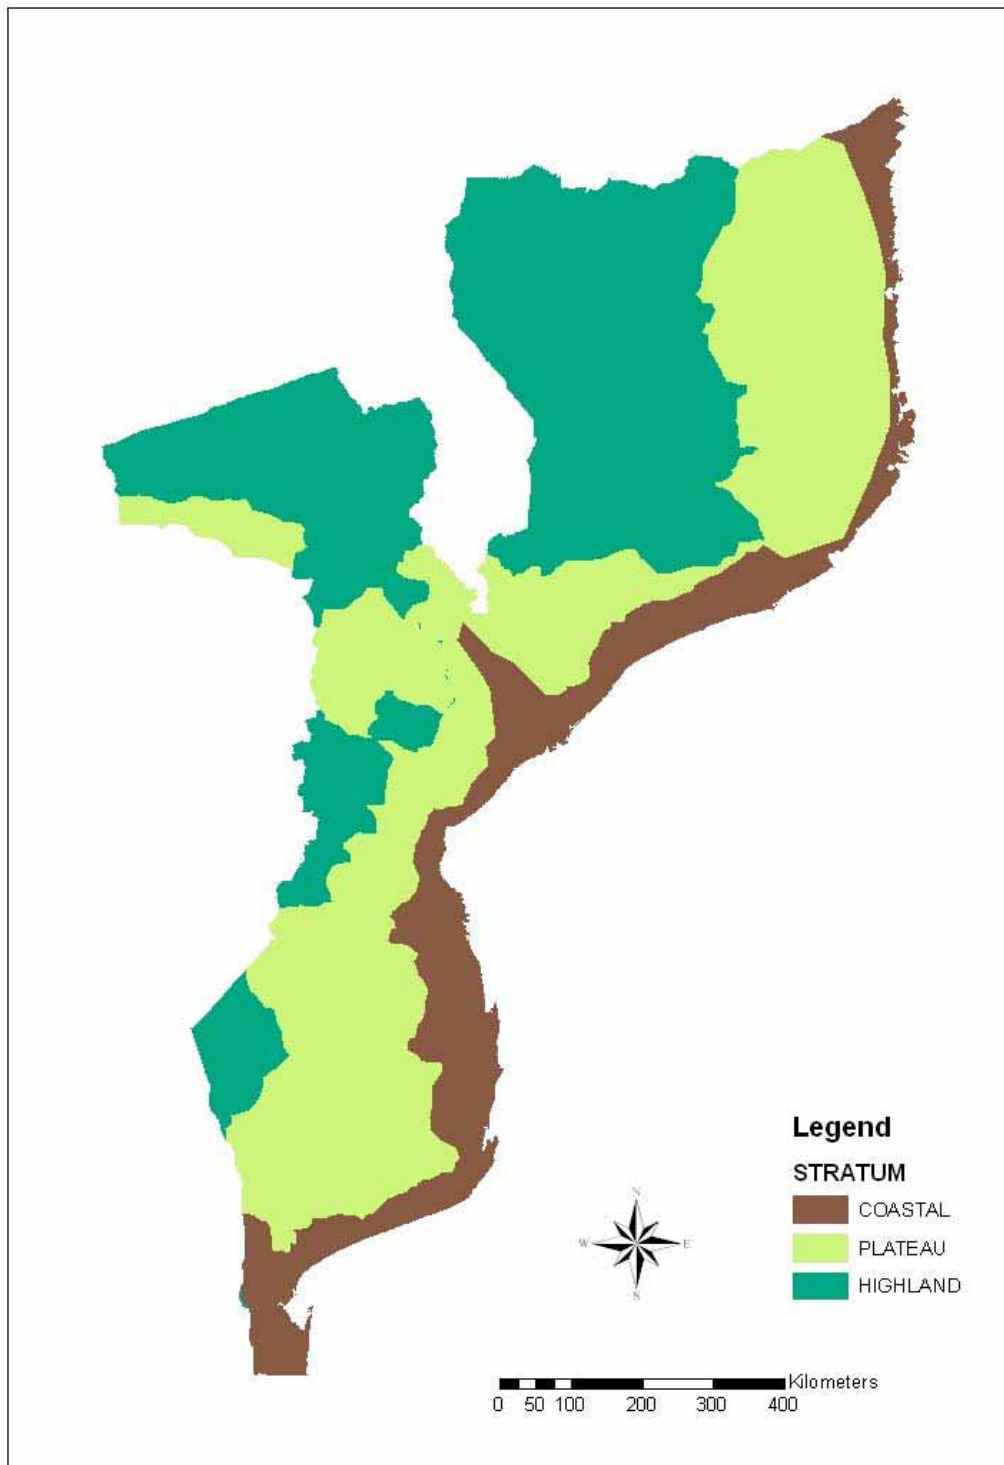 Legend
STRATUM
COASTAL
PLATEAU
HIGHLAND
N
W E
S
Kilometers
0 50 100 200 300 400